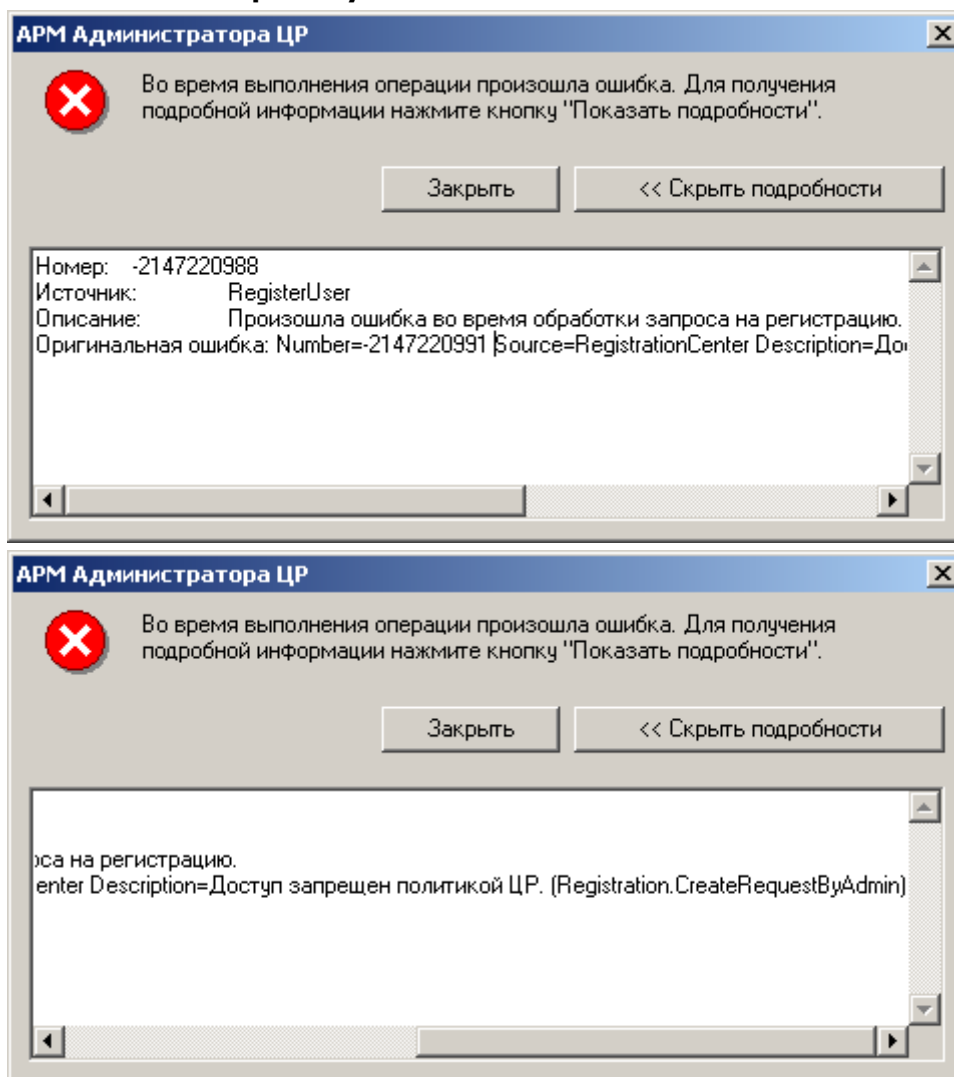 АРМ Администратора ЦР
Во время выполнения операции произошла ошибка. Для получения
подробной информации нажмите кнопку "Показать подробности".
Закрыть
<< Скрыть подробности
Номер: -2147220988
Источник: RegisterUser
Описание: Произошла ошибка во время обработки запроса на регистрацию.
Оригинальная ошибка: Number=-2147220991 Source=RegistrationCenter Description=До
АРМ Администратора ЦР
Во время выполнения операции произошла ошибка. Для получения
подробной информации нажмите кнопку "Показать подробности".
Закрыть
<< Скрыть подробности
оса на регистрацию.
enter Description=Доступ запрещен политикой ЦР. (Registration.CreateRequestByAdmin)